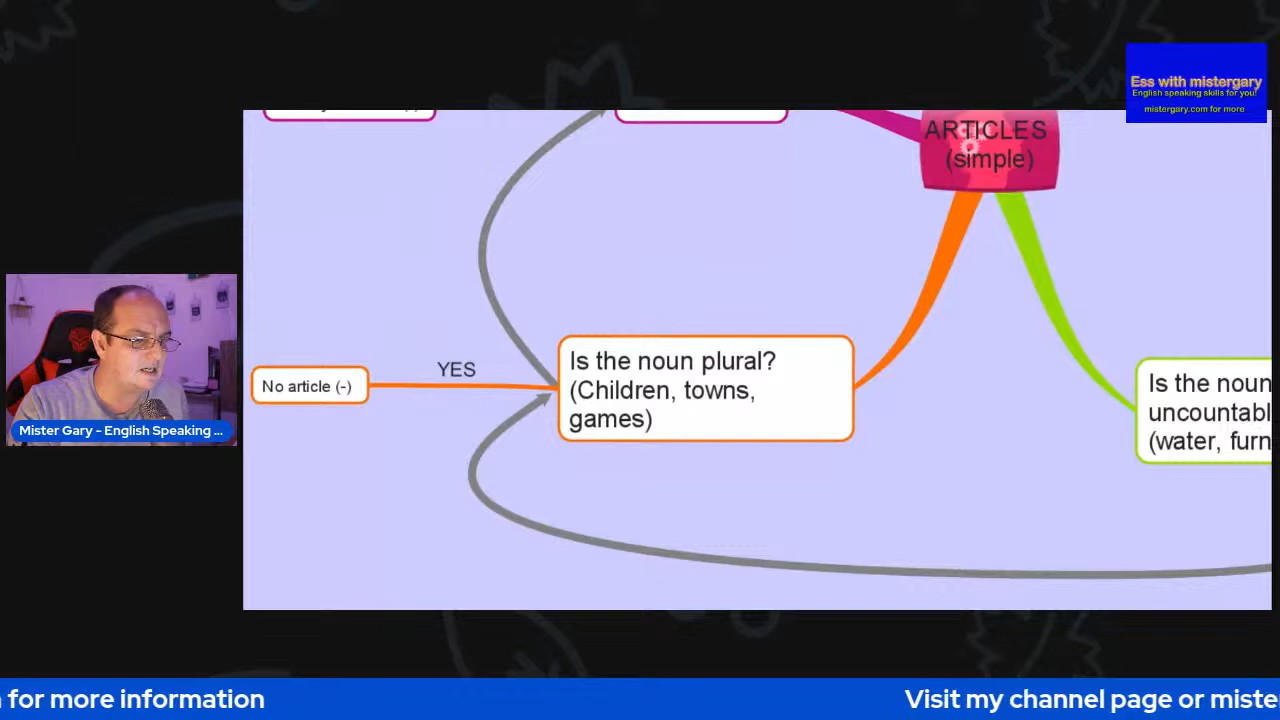 Ess with mistergary
English speaking skills for you!
mistergary.com for more
ARTICLES
(simple)
YES
No article (-)
Is the noun plural?
(Children, towns,
games)
Is the noun
uncountabl
(water, furn
Mister Gary - English Speaking ...
for more information
Visit my channel page or miste